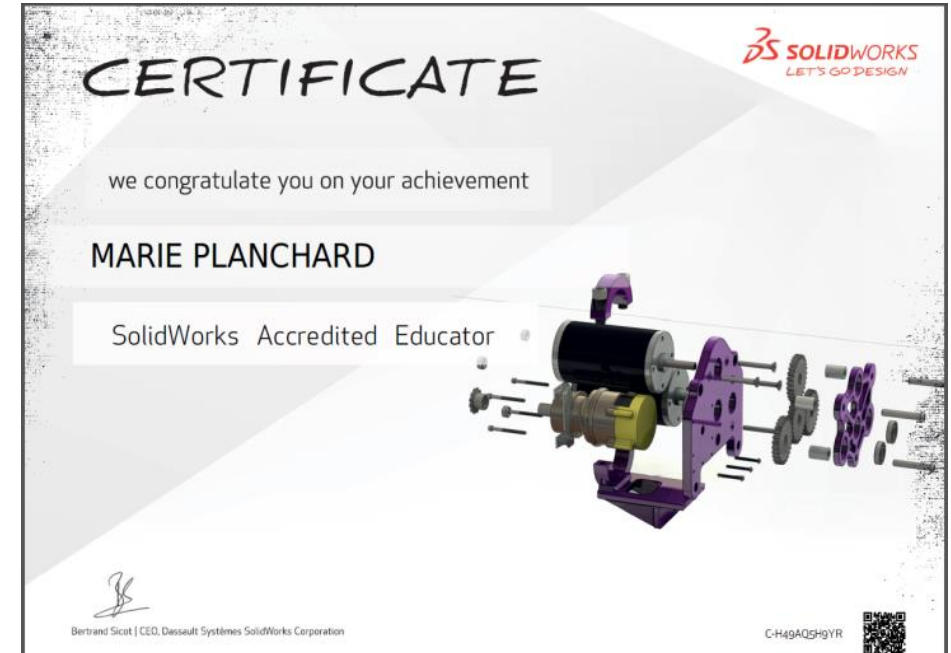 CERTIFICATE
SOLIDWORKS
LET'S GO DESIGN
we congratulate you on your achievement
MARIE PLANCHARD
SolidWorks Accredited Educator
Bertrand Sicot | CEO, Dassault Systèmes SolidWorks Corporation
C-H49AQ5H9YR